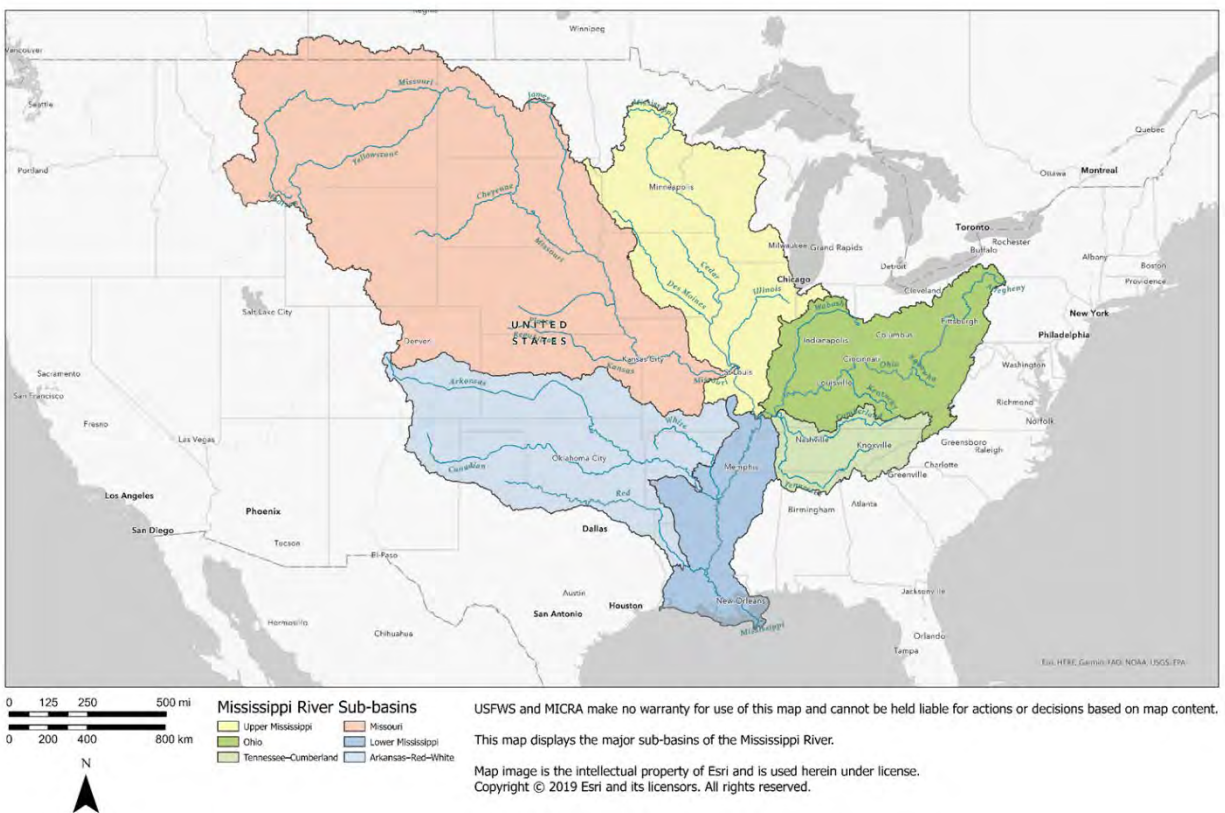 Winnipeg
Vancouver
Seattle
Portland
Missouri
James
Mississippi
Quebec
Yellowstone
Minneapolis
Ottawa
Montreal
Cheyenne
Toronto
Rochester
Buffalo
Missouri
Milwaukee
Grand Rapids
Albany
Boston
Providence
Cedar
Detroit
Chicago
Cleveland
Allegheny
Des Moines
Illinois
Salt Lake City
Wabash
New York
UNITED
STATES
Pittsburgh
Columbus
Philadelphia
Denver
Indianapolis
Kansas City
Kansas
Cincinnati
Ohio
Kanawha
Washington
St Louis
Missouri
Louisville
Kentucky
Sacramento
San Francisco
Arkansas
Richmond
Norfolk
Fresno
Las Vegas
White
Cumberland
Nashville
Knoxville
Greensboro
Raleigh
Canadian
Oklahoma City
Memphis
Charlotte
Greenville
Tennessee
Los Angeles
Red
Birmingham
Atlanta
Phoenix
San Diego
Dallas
Tucson
El Paso
Jacksonville
Austin
Houston
New Orleans
San Antonio
Mississippi
Hermosillo
Chihuahua
Orlando
Tampa
Esri, HERE, Garmin, FAO, NOAA, USGS, EPA
0 125 250 500 mi
0 200 400 800 km
N
Mississippi River Sub-basins
Upper Mississippi
Missouri
Ohio
Lower Mississippi
Tennessee–Cumberland
Arkansas–Red–White
USFWS and MICRA make no warranty for use of this map and cannot be held liable for actions or decisions based on map content.
This map displays the major sub-basins of the Mississippi River.
Map image is the intellectual property of Esri and is used herein under license.
Copyright © 2019 Esri and its licensors. All rights reserved.